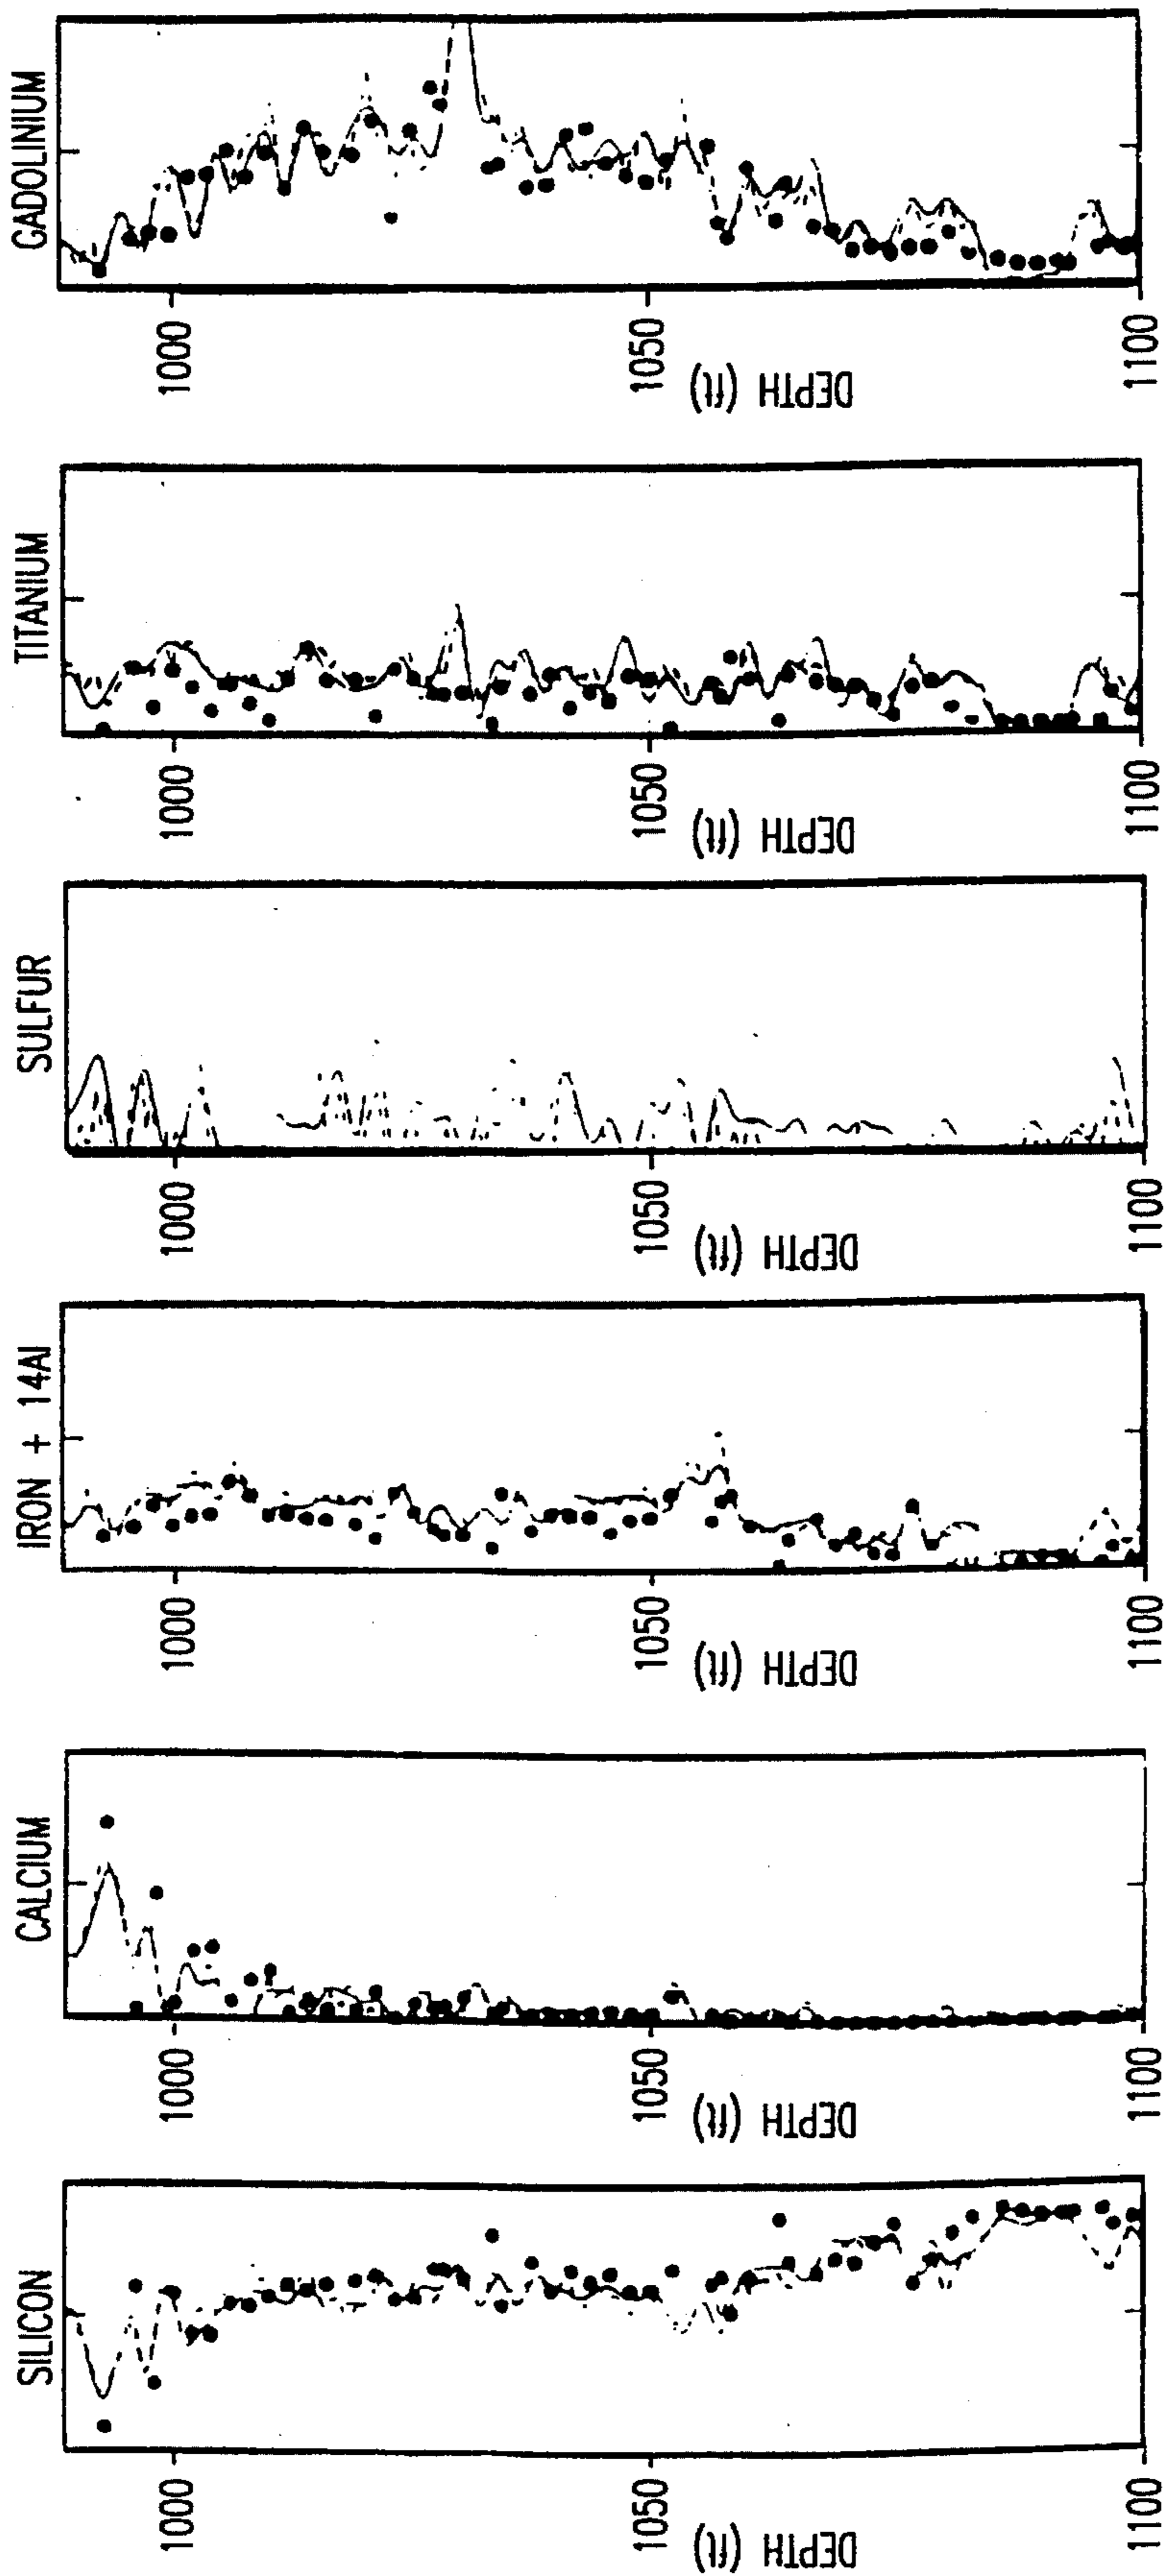 SILICON
1000
1050
DEPTH (ft)
1100
CALCIUM
1000
1050
DEPTH (ft)
1100
IRON + 14Al
1000
1050
DEPTH (ft)
1100
SULFUR
1000
1050
DEPTH (ft)
1100
TITANIUM
1000
1050
DEPTH (ft)
1100
GADOLINIUM
1000
1050
DEPTH (ft)
1100